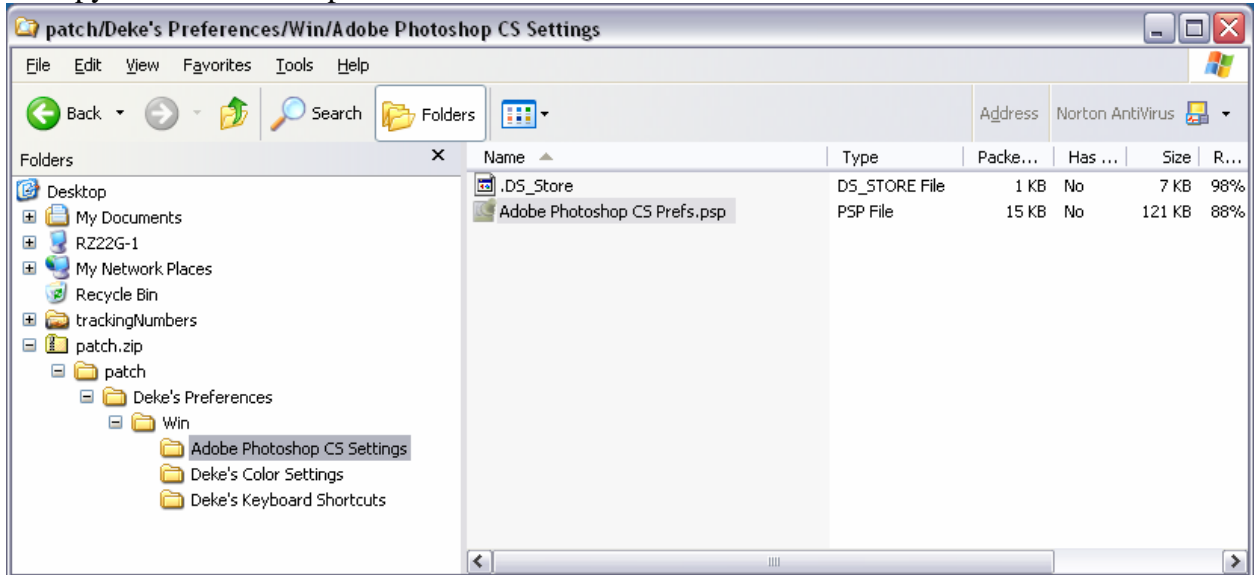 patch/Deke's Preferences/Win/Adobe Photoshop CS Settings
File Edit View Favorites Tools Help
Back Search Folders Address Norton AntiVirus
Folders x Name Type Packe... Has ... Size R...
Desktop
My Documents
RZ22G-1
My Network Places
Recycle Bin
trackingNumbers
patch.zip
patch
Deke's Preferences
Win
Adobe Photoshop CS Settings
Deke's Color Settings
Deke's Keyboard Shortcuts
.DS_Store DS_STORE File 1 KB No 7 KB 98%
Adobe Photoshop CS Prefs.psp PSP File 15 KB No 121 KB 88%